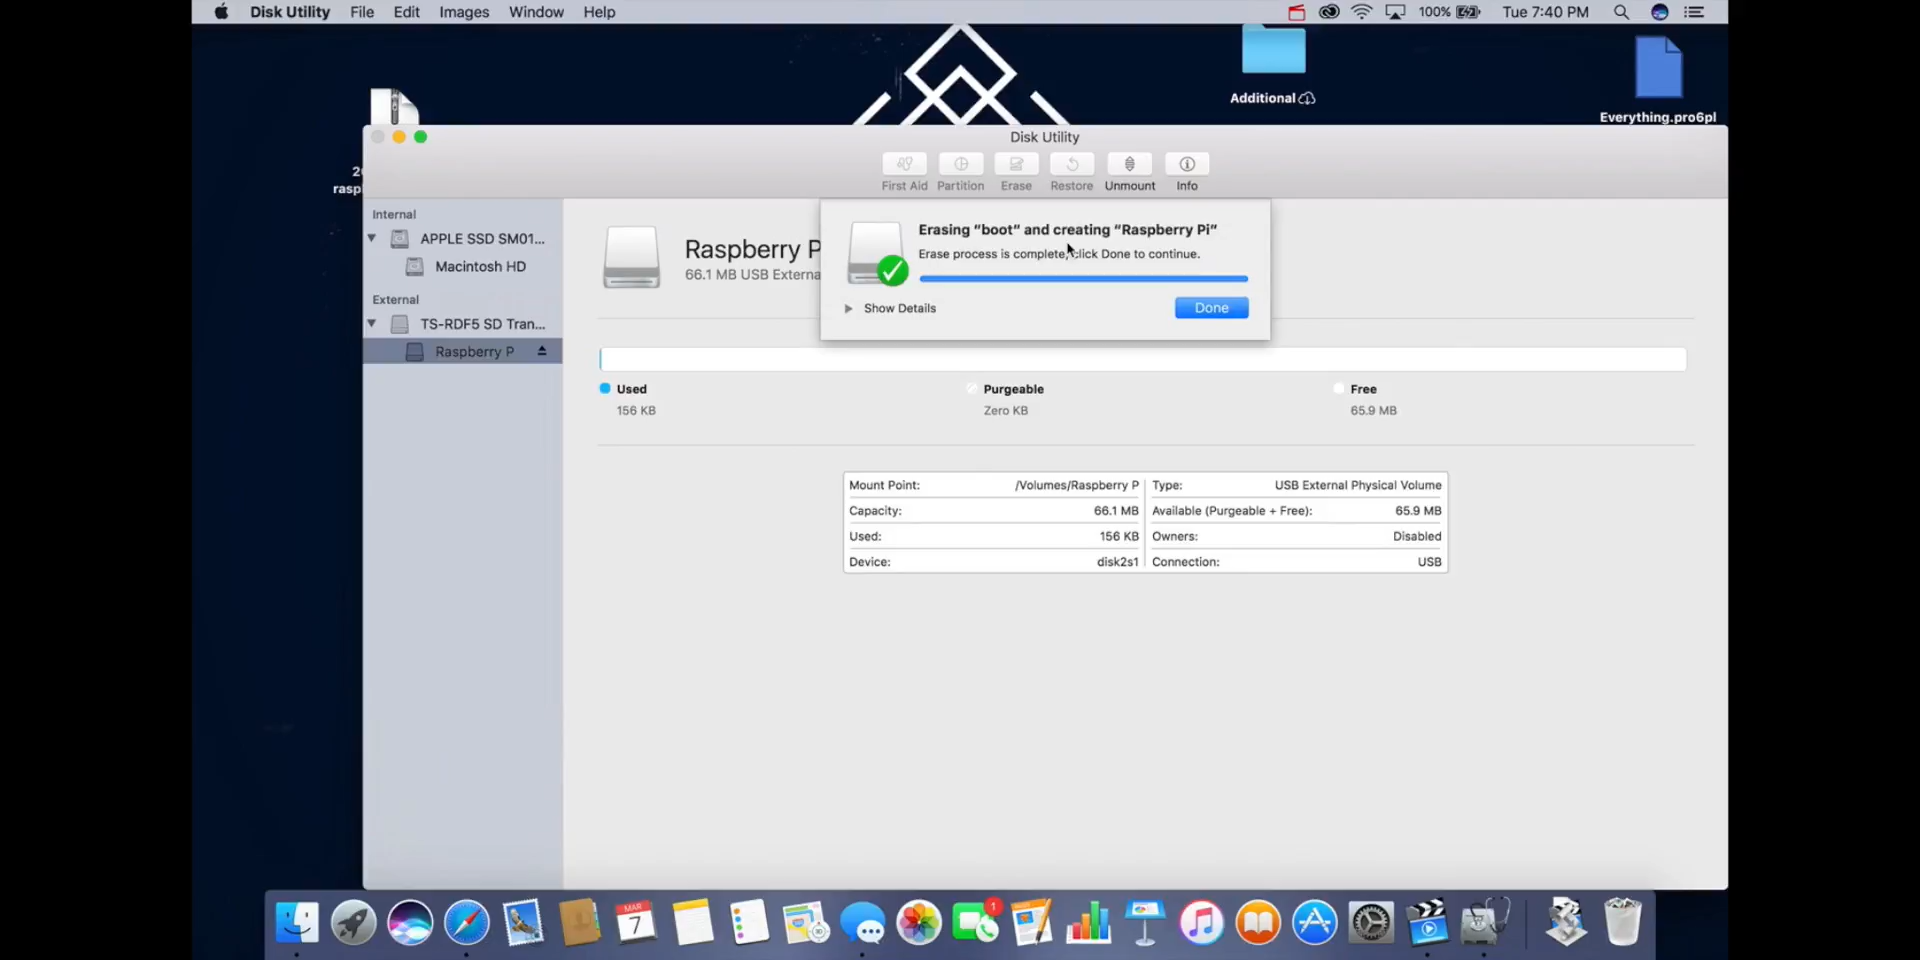 Disk Utility File Edit Images Window Help 100% Tue 7:40 PM
Additional
Everything.pro6pl
Disk Utility
First Aid Partition Erase Restore Unmount Info
Internal
APPLE SSD SM01...
Macintosh HD
External
TS-RDF5 SD Tran...
Raspberry P
Raspberry P
66.1 MB USB Externa
Erasing “boot” and creating “Raspberry Pi”
Erase process is complete, click Done to continue.
Show Details
Done
Used Purgeable Free
156 KB Zero KB 65.9 MB
Mount Point: /Volumes/Raspberry P Type: USB External Physical Volume
Capacity: 66.1 MB Available (Purgeable + Free): 65.9 MB
Used: 156 KB Owners: Disabled
Device: disk2s1 Connection: USB
MAR
7
1